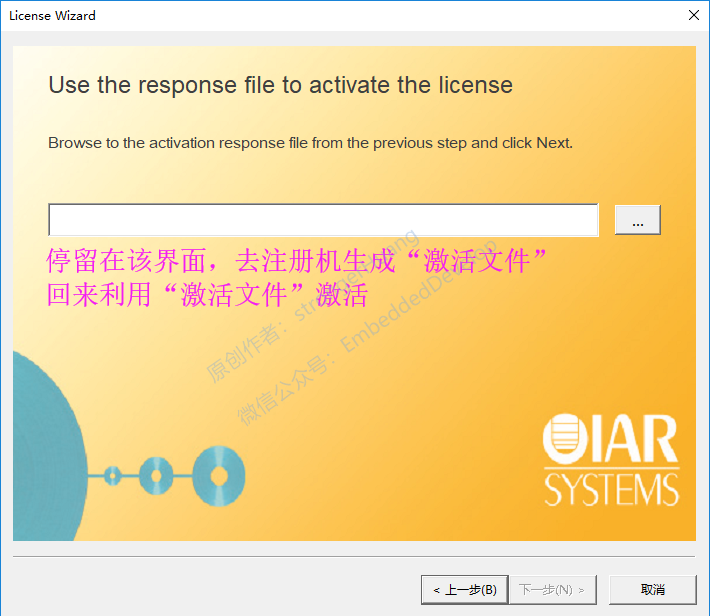 License Wizard
Use the response file to activate the license
Browse to the activation response file from the previous step and click Next.
...
停留在该界面，去注册机生成“激活文件”
回来利用“激活文件”激活
原创作者：
微信公众号：EmbeddedDevelop
IAR
SYSTEMS
< 上一步(B)
下一步(N) >
取消